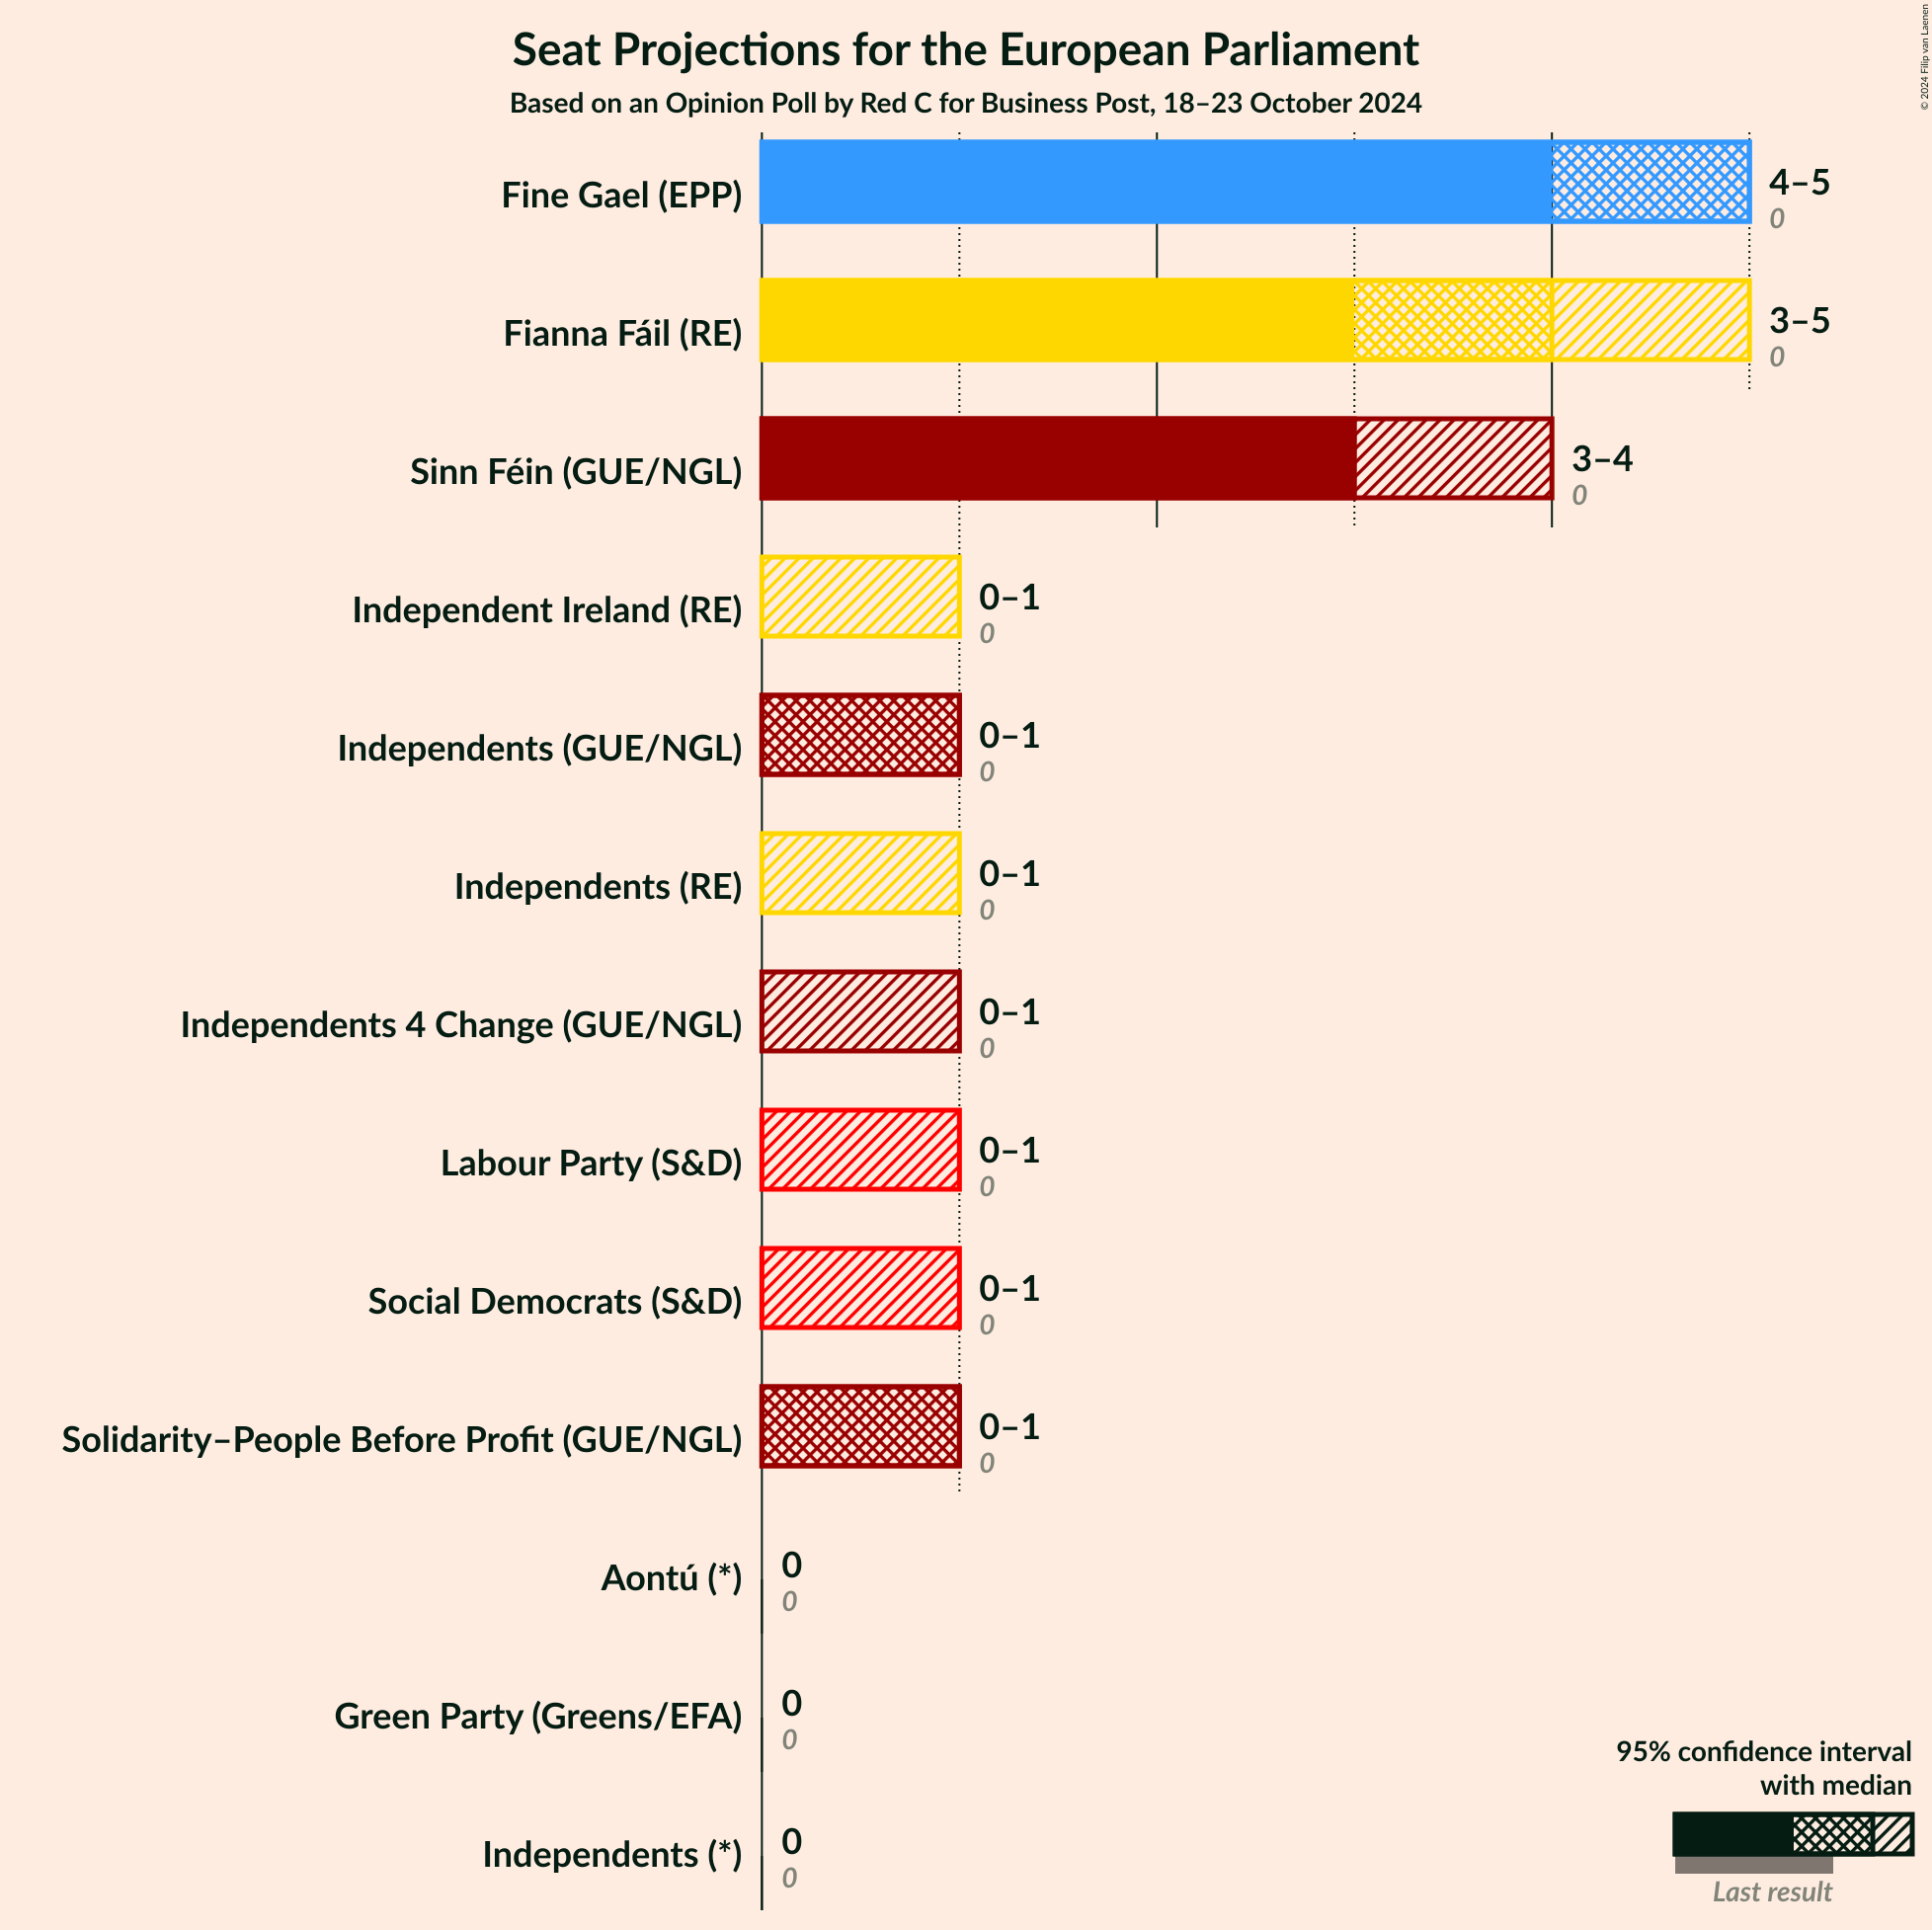 Seat Projections for the European Parliament
Based on an Opinion Poll by Red C for Business Post, 18–23 October 2024
© 2024 Filip van Laenen
Fine Gael (EPP)
4–5
0
Fianna Fáil (RE)
3–5
0
Sinn Féin (GUE/NGL)
3–4
0
Independent Ireland (RE)
0–1
0
Independents (GUE/NGL)
0–1
0
Independents (RE)
0–1
0
Independents 4 Change (GUE/NGL)
0–1
0
Labour Party (S&D)
0–1
0
Social Democrats (S&D)
0–1
0
Solidarity–People Before Profit (GUE/NGL)
0–1
0
Aontú (*)
0
0
Green Party (Greens/EFA)
0
0
Independents (*)
0
0
95% confidence interval
with median
Last result